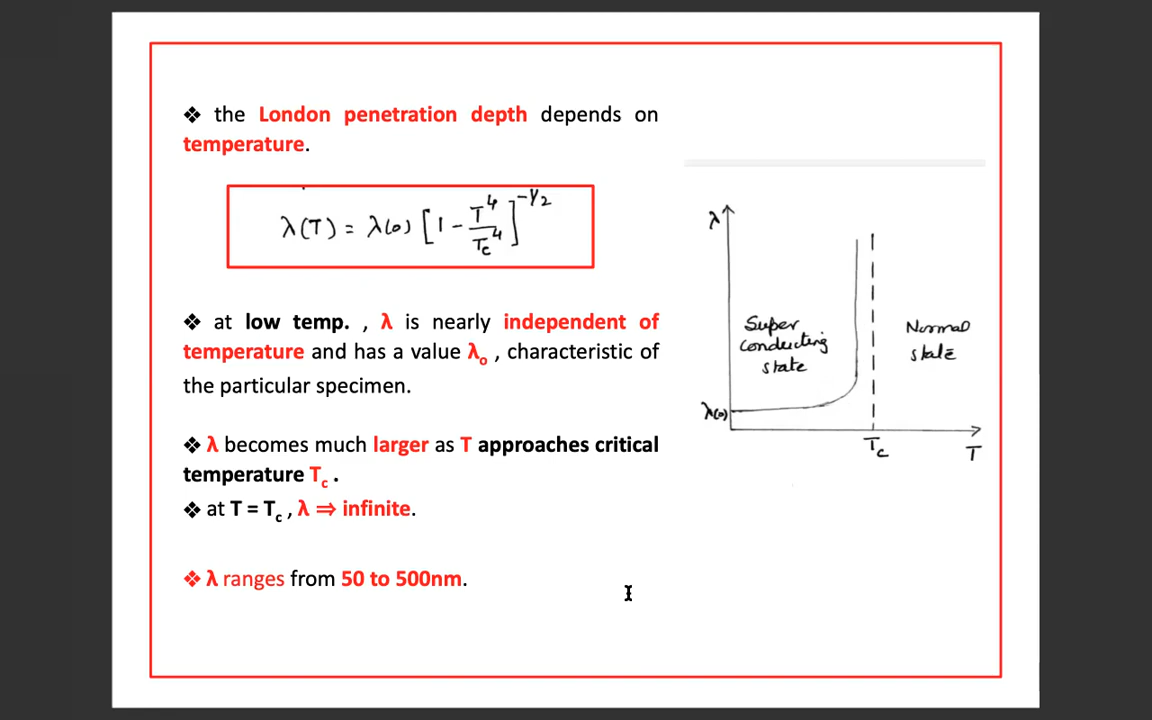 ❖ the London penetration depth depends on
temperature.
λ(T) = λ(0) [1 - T⁴/Tc⁴]^-1/2
❖ at low temp. , λ is nearly independent of
temperature and has a value λo , characteristic of
the particular specimen.
❖ λ becomes much larger as T approaches critical
temperature Tc .
❖ at T = Tc , λ ⇒ infinite.
❖ λ ranges from 50 to 500nm.
λ
Super
conducting
state
Normal
state
λ(0)
Tc
T